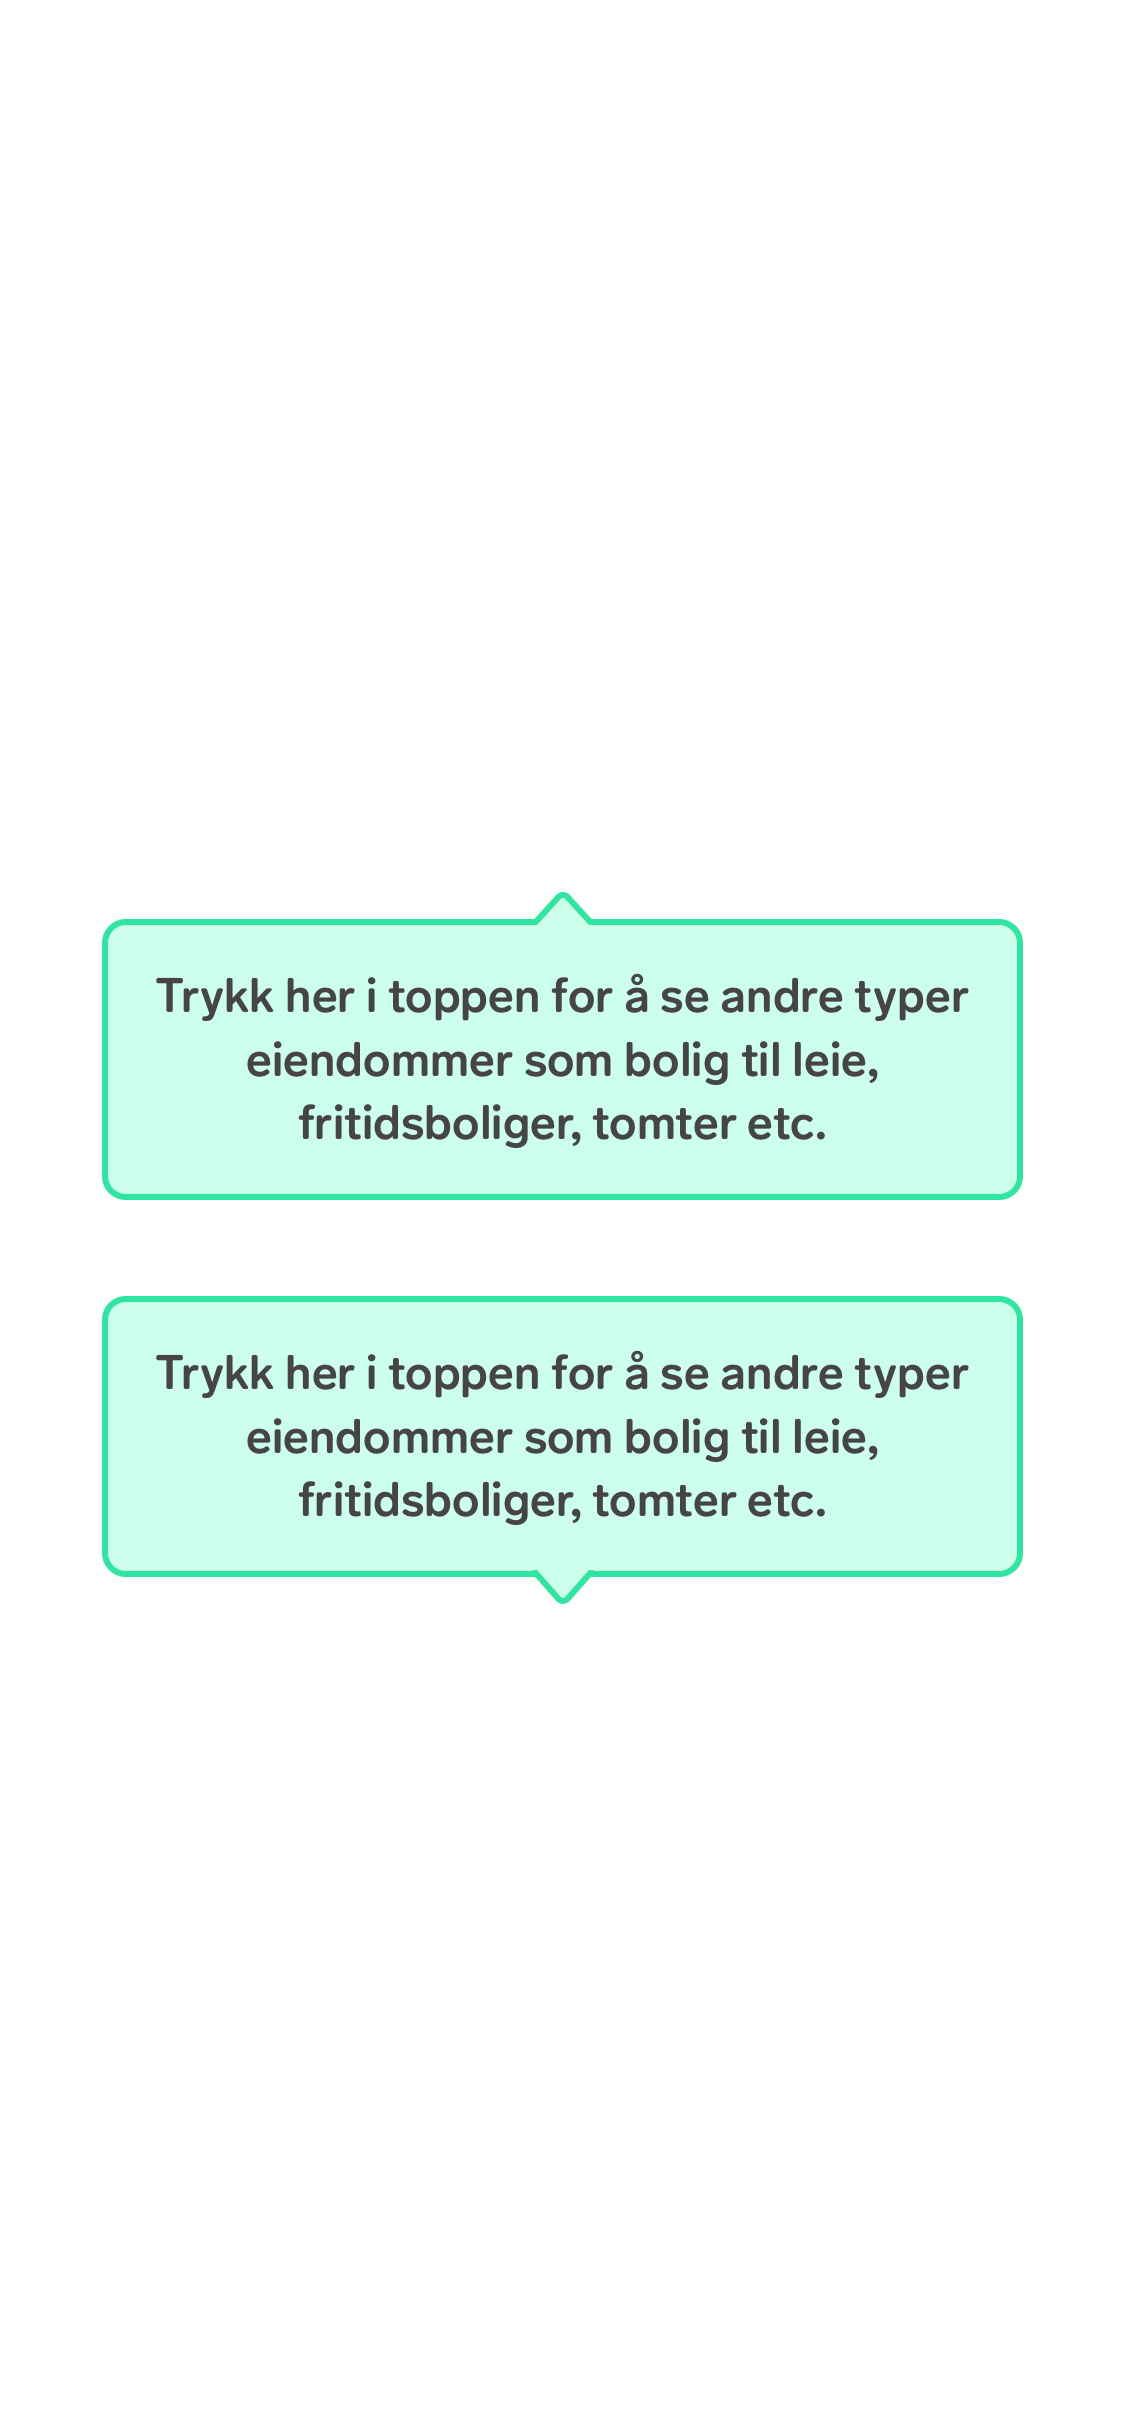 Trykk her i toppen for å se andre typer
eiendommer som bolig til leie,
fritidsboliger, tomter etc.
Trykk her i toppen for å se andre typer
eiendommer som bolig til leie,
fritidsboliger, tomter etc.